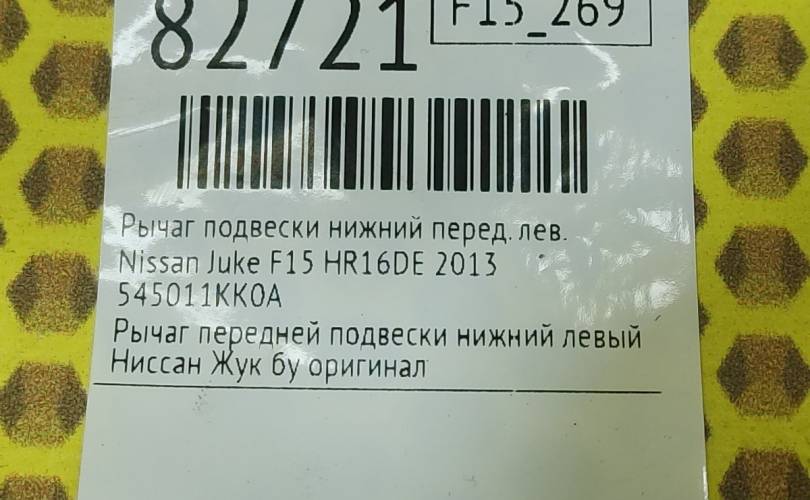 82721
F15_269
Рычаг подвески нижний перед. лев.
Nissan Juke F15 HR16DE 2013
545011KK0A
Рычаг передней подвески нижний левый
Ниссан Жук бу оригинал